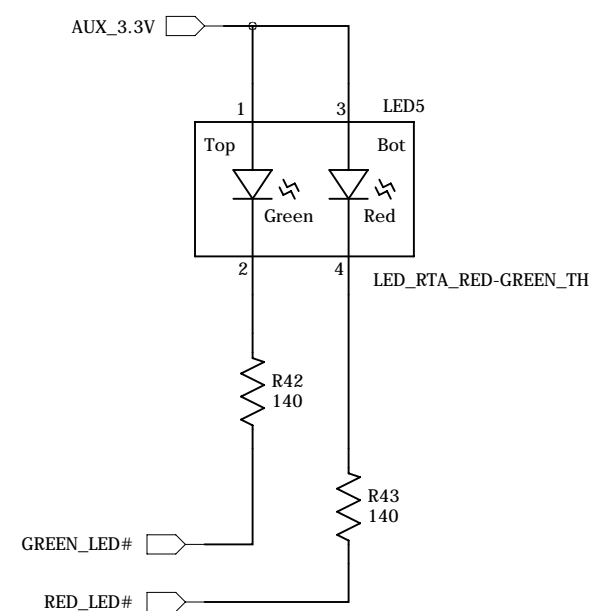 AUX_3.3V
1
3
LED5
Top
Bot
Green
Red
2
4
LED_RTA_RED-GREEN_TH
R42
140
R43
140
GREEN_LED#
RED_LED#